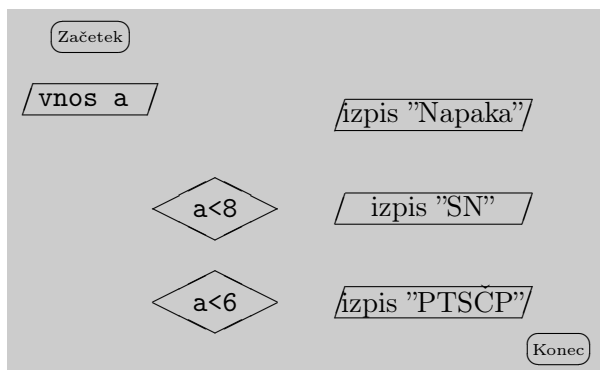 Začetek
vnos a
izpis ”Napaka”
a<8
izpis ”SN”
a<6
izpis ”PTSČP”
Konec